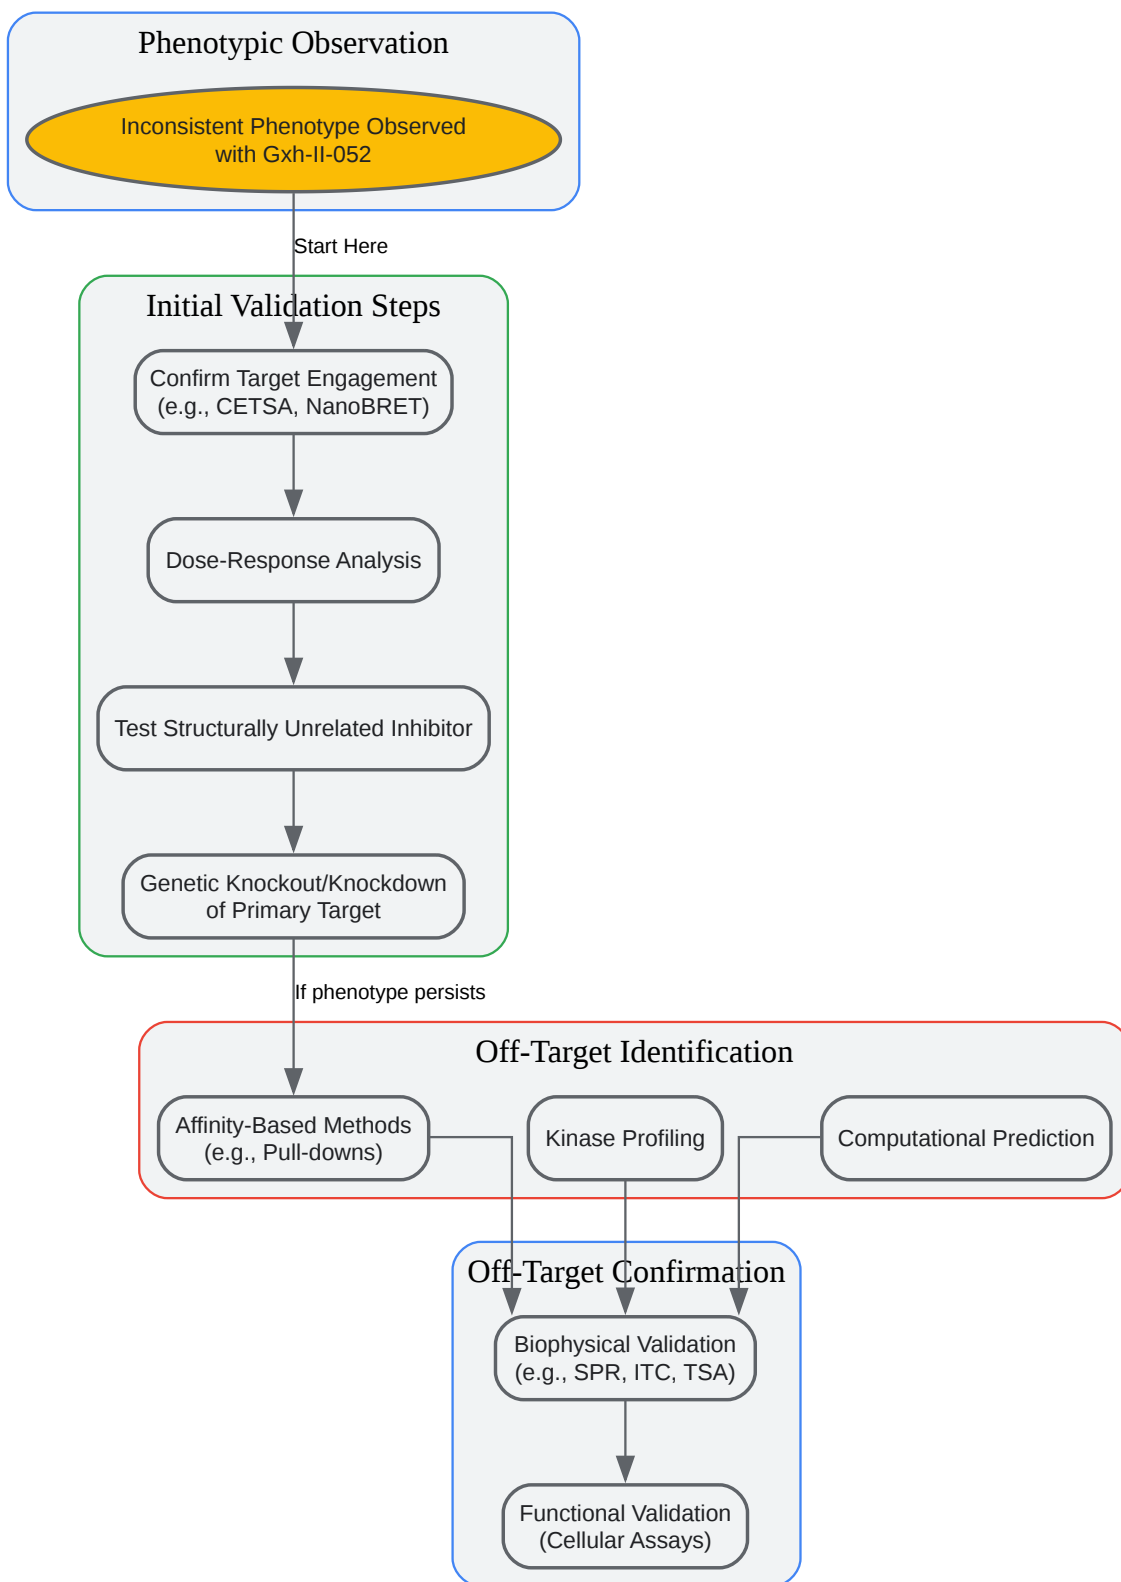 Phenotypic Observation
Inconsistent Phenotype Observed
with Gxh-II-052
Start Here
Initial Validation Steps
Confirm Target Engagement
(e.g., CETSA, NanoBRET)
Dose-Response Analysis
Test Structurally Unrelated Inhibitor
Genetic Knockout/Knockdown
of Primary Target
If phenotype persists
Off-Target Identification
Affinity-Based Methods
(e.g., Pull-downs)
Kinase Profiling
Computational Prediction
Off-Target Confirmation
Biophysical Validation
(e.g., SPR, ITC, TSA)
Functional Validation
(Cellular Assays)